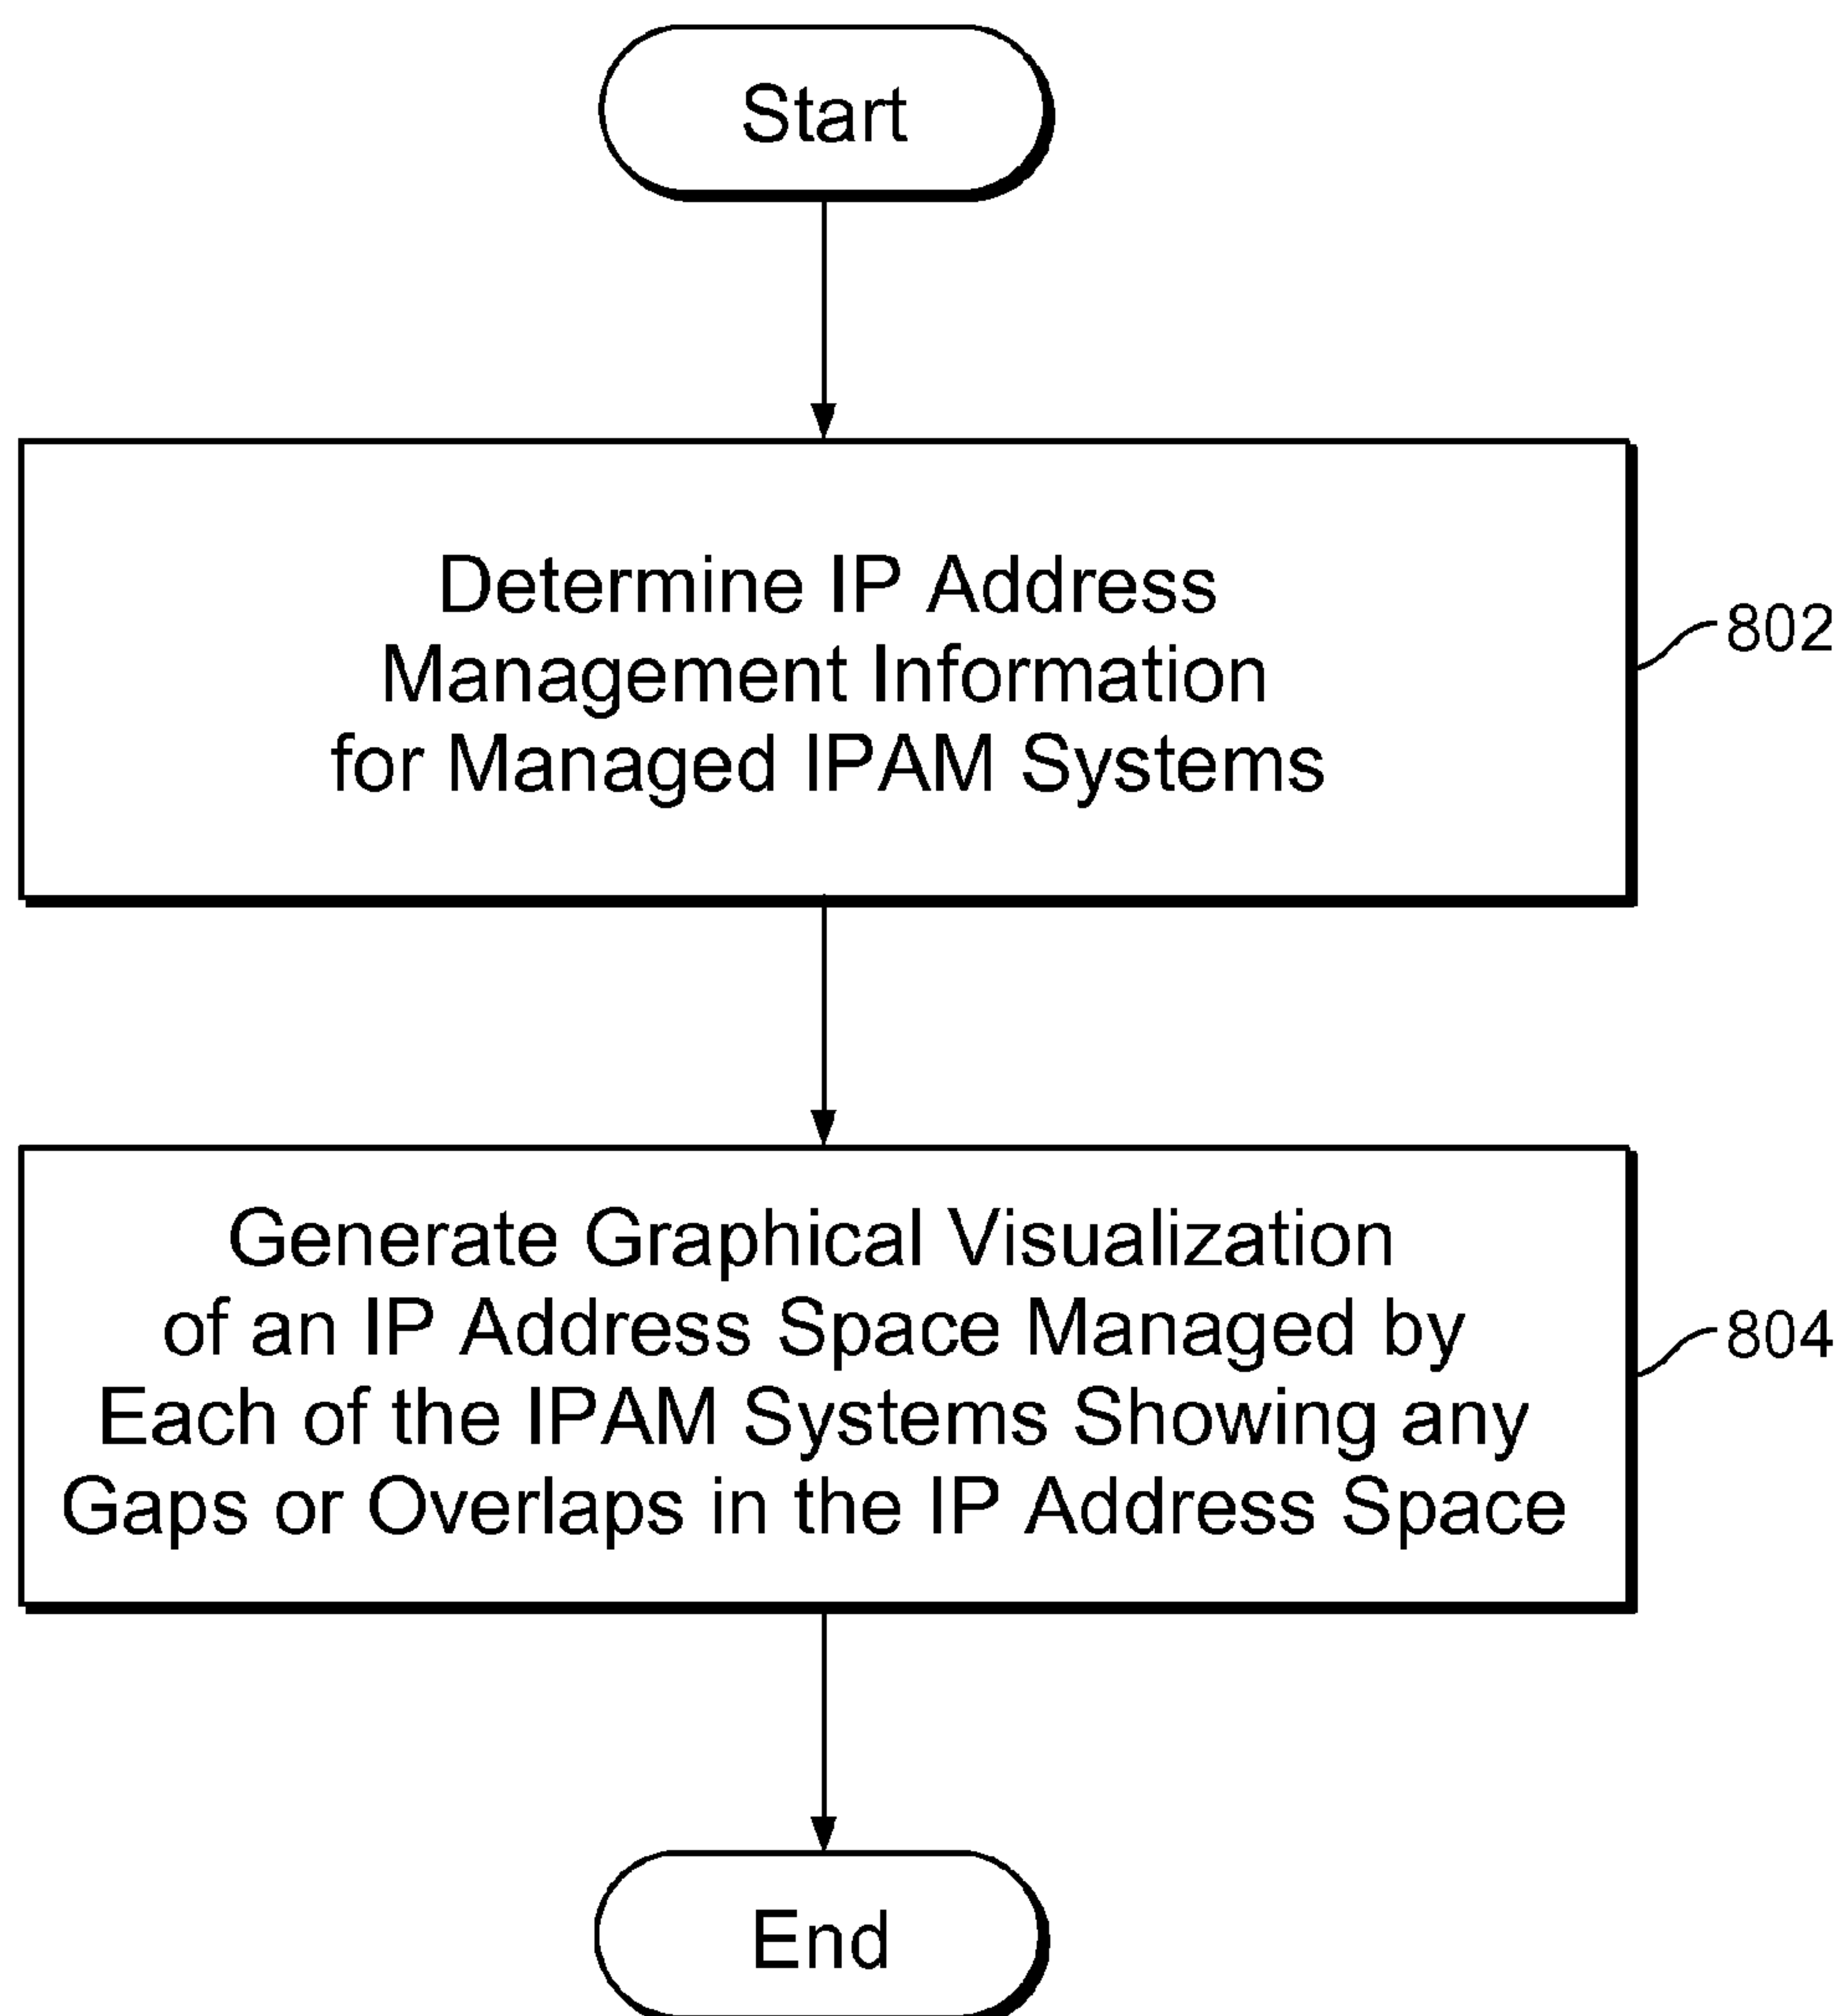 Start
Determine IP Address
Management Information
for Managed IPAM Systems
802
Generate Graphical Visualization
of an IP Address Space Managed by
Each of the IPAM Systems Showing any
Gaps or Overlaps in the IP Address Space
804
End